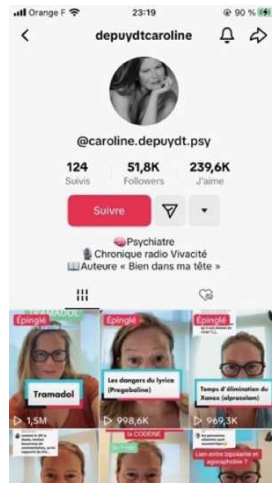 Orange F
23:19
90 %
depuydtcaroline
@caroline.depuydt.psy
124
51,8K
239,6K
Suivis
Followers
J'aime
Suivre
🧠Psychiatre
🎙Chronique radio Vivacité
📖Auteure « Bien dans ma tête »
TRAMADOL
Épinglé
Tramadol
1,5M
Épinglé
Les dangers du lyrica
(Pregabaline)
998,6K
Épinglé
Temps d'élimination du
Xanax (alprazolam)
969,3K
la CODÉINE
Lien entre bipolarité et
agoraphobie ?